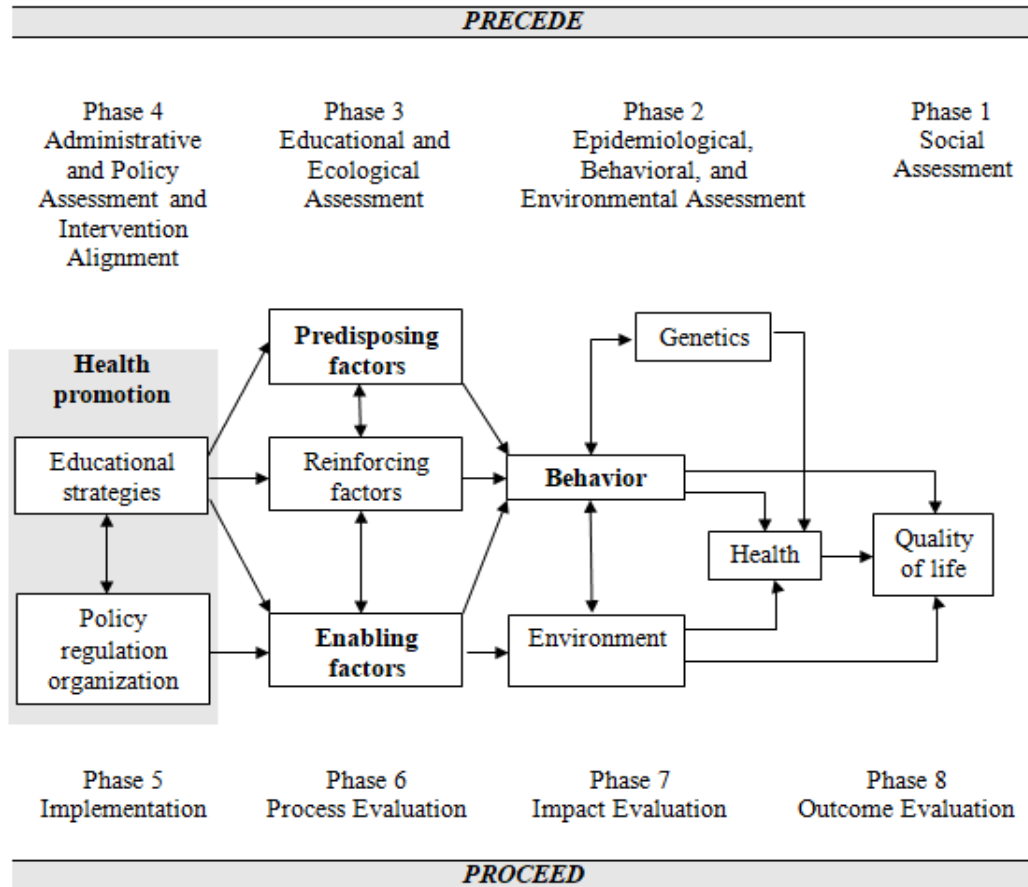 PRECEDE
Phase 4
Administrative
and Policy
Assessment and
Intervention
Alignment
Phase 3
Educational and
Ecological
Assessment
Phase 2
Epidemiological,
Behavioral, and
Environmental Assessment
Phase 1
Social
Assessment
Health
promotion
Educational
strategies
Policy
regulation
organization
Predisposing
factors
Reinforcing
factors
Enabling
factors
Genetics
Behavior
Environment
Health
Quality
of life
Phase 5
Implementation
Phase 6
Process Evaluation
Phase 7
Impact Evaluation
Phase 8
Outcome Evaluation
PROCEED